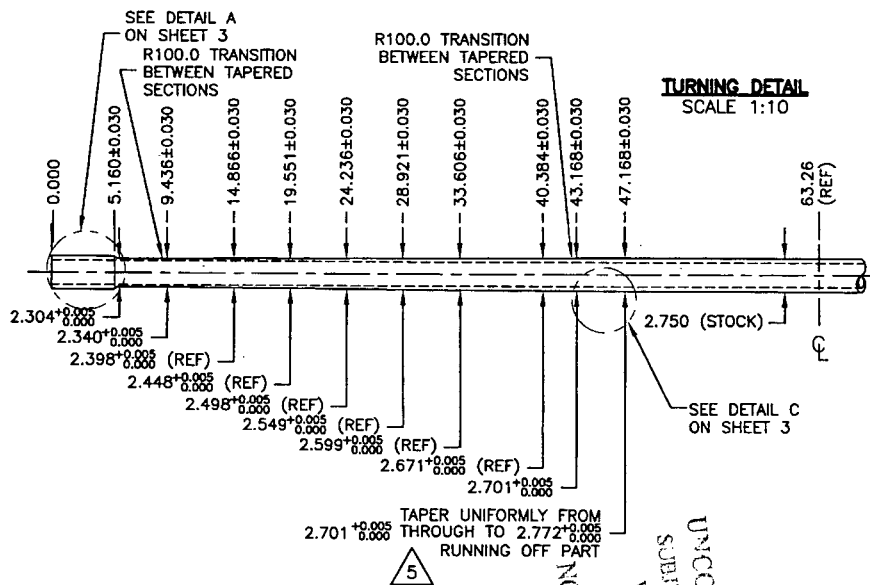 SEE DETAIL A
ON SHEET 3
R100.0 TRANSITION
BETWEEN TAPERED
SECTIONS
R100.0 TRANSITION
BETWEEN TAPERED
SECTIONS
TURNING DETAIL
SCALE 1:10
0.000
5.160±0.030
9.436±0.030
14.866±0.030
19.551±0.030
24.236±0.030
28.921±0.030
33.606±0.030
40.384±0.030
43.168±0.030
47.168±0.030
63.26
(REF)
2.304 +0.005 0.000
2.340 +0.005 0.000
2.398 +0.005 0.000 (REF)
2.448 +0.005 0.000 (REF)
2.498 +0.005 0.000 (REF)
2.549 +0.005 0.000 (REF)
2.599 +0.005 0.000 (REF)
2.671 +0.005 0.000 (REF)
2.701 +0.005 0.000
2.750 (STOCK)
℄
SEE DETAIL C
ON SHEET 3
TAPER UNIFORMLY FROM
2.701 +0.005 0.000 THROUGH TO 2.772 +0.005 0.000
RUNNING OFF PART
5